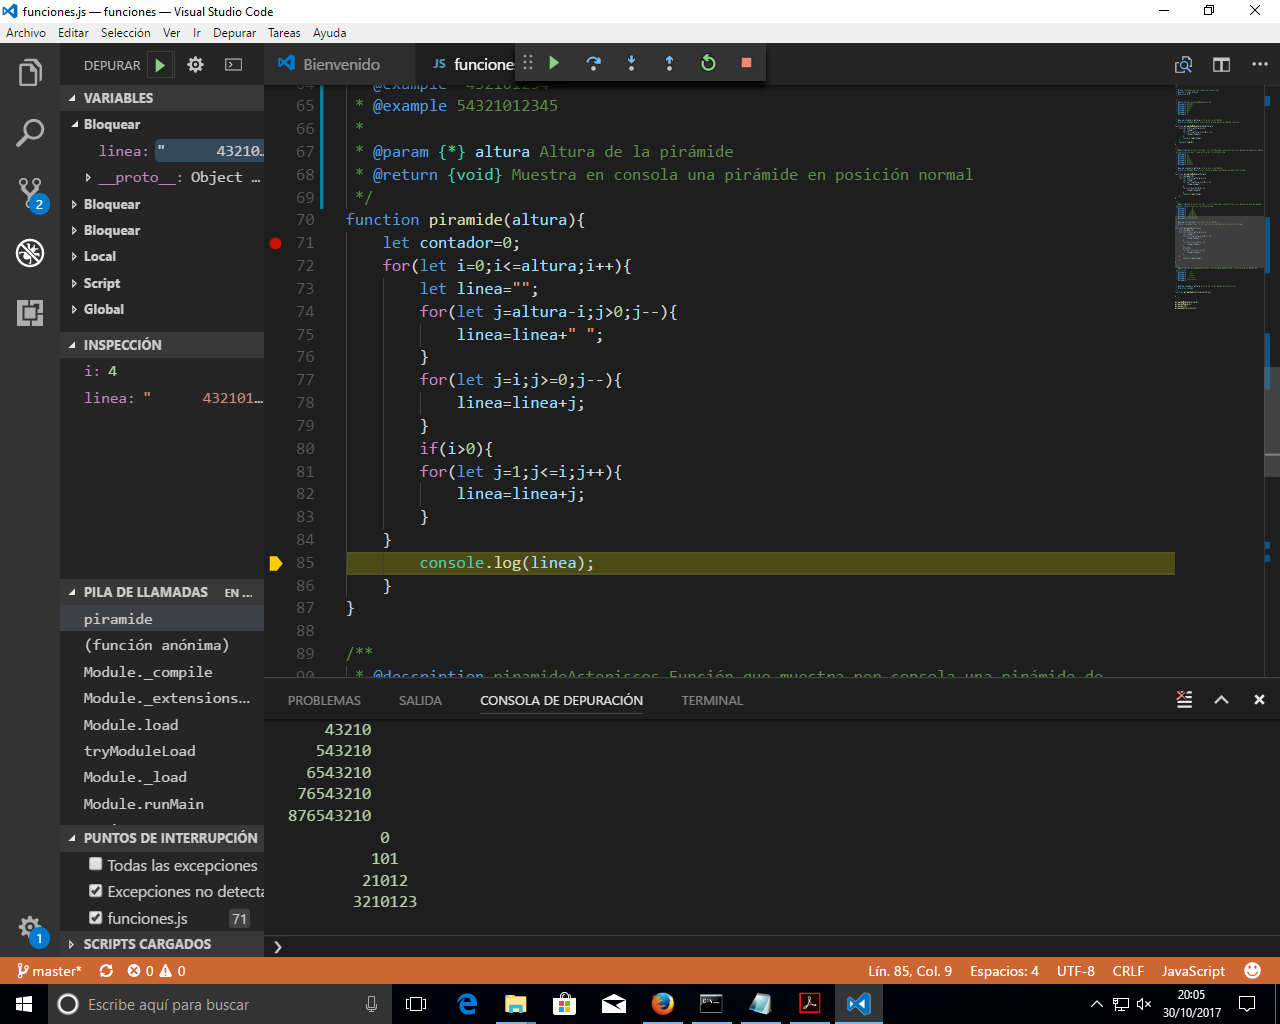 funciones.js — funciones — Visual Studio Code
Archivo Editar Selección Ver Ir Depurar Tareas Ayuda
DEPURAR
Bienvenido
JS funciones
VARIABLES
Bloquear
linea: " 43210…
__proto__: Object …
Bloquear
Bloquear
Local
Script
Global
INSPECCIÓN
i: 4
linea: " 432101…
PILA DE LLAMADAS EN …
piramide
(función anónima)
Module._compile
Module._extensions…
Module.load
tryModuleLoad
Module._load
Module.runMain
PUNTOS DE INTERRUPCIÓN
Todas las excepciones
Excepciones no detecta
funciones.js 71
SCRIPTS CARGADOS
2
1
64 * @example 432101234
65 * @example 54321012345
66 *
67 * @param {*} altura Altura de la pirámide
68 * @return {void} Muestra en consola una pirámide en posición normal
69 */
70 function piramide(altura){
71 let contador=0;
72 for(let i=0;i<=altura;i++){
73 let linea="";
74 for(let j=altura-i;j>0;j--){
75 linea=linea+" ";
76 }
77 for(let j=i;j>=0;j--){
78 linea=linea+j;
79 }
80 if(i>0){
81 for(let j=1;j<=i;j++){
82 linea=linea+j;
83 }
84 }
85 console.log(linea);
86 }
87 }
88
89 /**
90 * @description piramideAsteriscos Función que muestra por consola una pirámide de
PROBLEMAS SALIDA CONSOLA DE DEPURACIÓN TERMINAL
43210
543210
6543210
76543210
876543210
0
101
21012
3210123
❯
master* 0 0 Lín. 85, Col. 9 Espacios: 4 UTF-8 CRLF JavaScript
Escribe aquí para buscar
20:05
30/10/2017